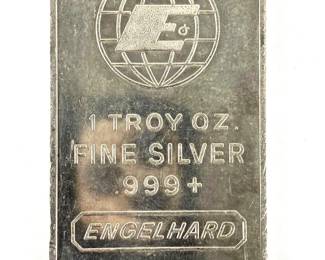 E
1 TROY OZ.
FINE SILVER
.999+
ENGELHARD